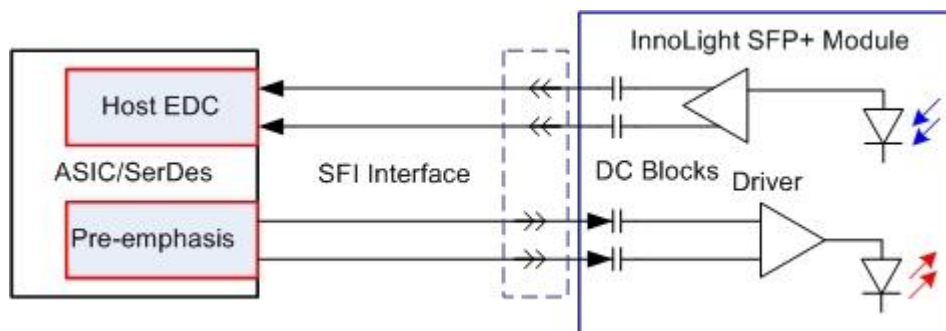 InnoLight SFP+ Module
Host EDC
ASIC/SerDes
SFI Interface
DC Blocks
Driver
Pre-emphasis